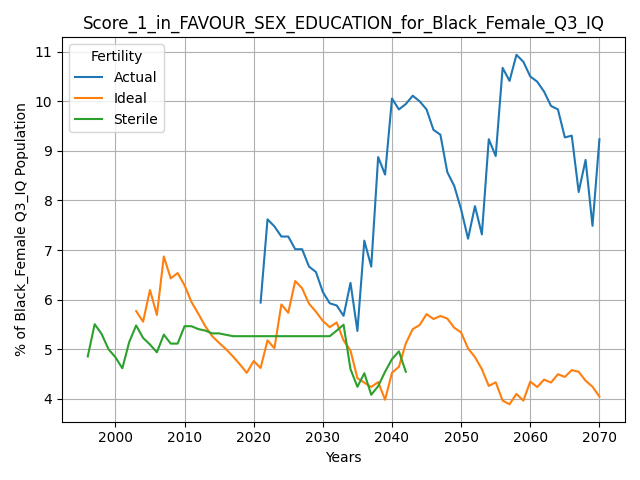 Score_1_in_FAVOUR_SEX_EDUCATION_for_Black_Female_Q3_IQ
Fertility
Actual
Ideal
Sterile
% of Black_Female Q3_IQ Population
11
10
9
8
7
6
5
4
2000
2010
2020
2030
2040
2050
2060
2070
Years